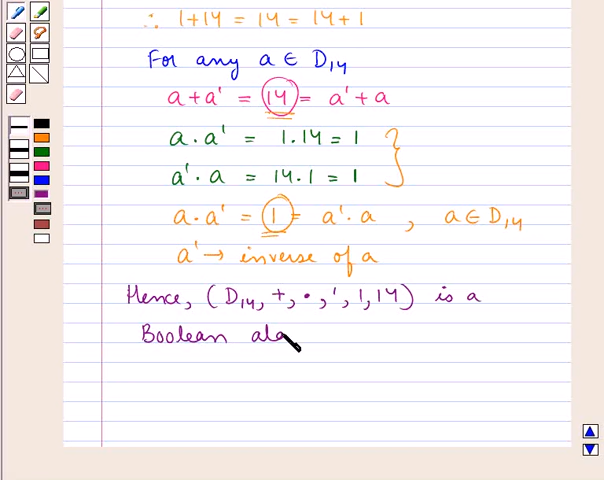 ∴ 1+14 = 14 = 14+1
For any a ∈ D₁₄
a+a' = 14 = a'+a
a . a' = 1.14 = 1
a' . a = 14.1 = 1
a . a' = 1 = a' . a , a ∈ D₁₄
a' → inverse of a
Hence, (D₁₄, +, ·, ', 1, 14) is a
Boolean alg